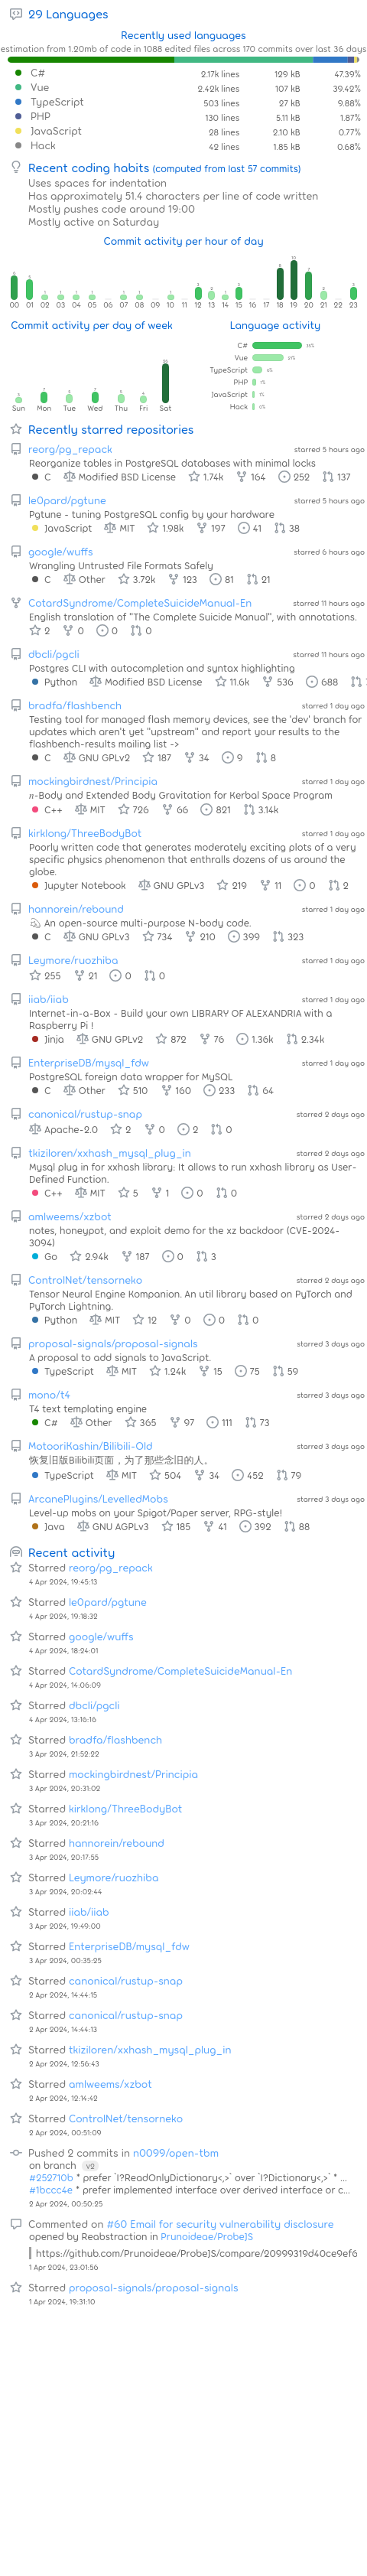 29 Languages
Recently used languages
estimation from 1.20mb of code in 1088 edited files across 170 commits over last 36 days
C# 2.17k lines 129 kB 47.39%
Vue 2.42k lines 107 kB 39.42%
TypeScript 503 lines 27 kB 9.88%
PHP 130 lines 5.11 kB 1.87%
JavaScript 28 lines 2.10 kB 0.77%
Hack 42 lines 1.85 kB 0.68%
Recent coding habits (computed from last 57 commits)
Uses spaces for indentation
Has approximately 51.4 characters per line of code written
Mostly pushes code around 19:00
Mostly active on Saturday
Commit activity per hour of day
00 01 02 03 04 05 06 07 08 09 10 11 12 13 14 15 16 17 18 19 20 21 22 23
Commit activity per day of week
Sun Mon Tue Wed Thu Fri Sat
Language activity
C#
Vue
TypeScript
PHP
JavaScript
Hack
Recently starred repositories
reorg/pg_repack starred 5 hours ago
Reorganize tables in PostgreSQL databases with minimal locks
C Modified BSD License 1.74k 164 252 137
le0pard/pgtune starred 5 hours ago
Pgtune - tuning PostgreSQL config by your hardware
JavaScript MIT 1.98k 197 41 38
google/wuffs starred 6 hours ago
Wrangling Untrusted File Formats Safely
C Other 3.72k 123 81 21
CotardSyndrome/CompleteSuicideManual-En starred 11 hours ago
English translation of "The Complete Suicide Manual", with annotations.
2 0 0 0
dbcli/pgcli starred 11 hours ago
Postgres CLI with autocompletion and syntax highlighting
Python Modified BSD License 11.6k 536 688
bradfa/flashbench starred 1 day ago
Testing tool for managed flash memory devices, see the 'dev' branch for
updates which aren't yet "upstream" and report your results to the
flashbench-results mailing list ->
C GNU GPLv2 187 34 9 8
mockingbirdnest/Principia starred 1 day ago
𝑛-Body and Extended Body Gravitation for Kerbal Space Program
C++ MIT 726 66 821 3.14k
kirklong/ThreeBodyBot starred 1 day ago
Poorly written code that generates moderately exciting plots of a very
specific physics phenomenon that enthralls dozens of us around the
globe.
Jupyter Notebook GNU GPLv3 219 11 0 2
hannorein/rebound starred 1 day ago
💫 An open-source multi-purpose N-body code.
C GNU GPLv3 734 210 399 323
Leymore/ruozhiba starred 1 day ago
255 21 0 0
iiab/iiab starred 1 day ago
Internet-in-a-Box - Build your own LIBRARY OF ALEXANDRIA with a
Raspberry Pi !
Jinja GNU GPLv2 872 76 1.36k 2.34k
EnterpriseDB/mysql_fdw starred 1 day ago
PostgreSQL foreign data wrapper for MySQL
C Other 510 160 233 64
canonical/rustup-snap starred 2 days ago
Apache-2.0 2 0 2 0
tkiziloren/xxhash_mysql_plug_in starred 2 days ago
Mysql plug in for xxhash library: It allows to run xxhash library as User-
Defined Function.
C++ MIT 5 1 0 0
amlweems/xzbot starred 2 days ago
notes, honeypot, and exploit demo for the xz backdoor (CVE-2024-
3094)
Go 2.94k 187 0 3
ControlNet/tensorneko starred 2 days ago
Tensor Neural Engine Kompanion. An util library based on PyTorch and
PyTorch Lightning.
Python MIT 12 0 0 0
proposal-signals/proposal-signals starred 3 days ago
A proposal to add signals to JavaScript.
TypeScript MIT 1.24k 15 75 59
mono/t4 starred 3 days ago
T4 text templating engine
C# Other 365 97 111 73
MotooriKashin/Bilibili-Old starred 3 days ago
恢复旧版Bilibili页面，为了那些念旧的人。
TypeScript MIT 504 34 452 79
ArcanePlugins/LevelledMobs starred 3 days ago
Level-up mobs on your Spigot/Paper server, RPG-style!
Java GNU AGPLv3 185 41 392 88
Recent activity
Starred reorg/pg_repack
4 Apr 2024, 19:45:13
Starred le0pard/pgtune
4 Apr 2024, 19:18:32
Starred google/wuffs
4 Apr 2024, 18:24:01
Starred CotardSyndrome/CompleteSuicideManual-En
4 Apr 2024, 14:06:09
Starred dbcli/pgcli
4 Apr 2024, 13:16:16
Starred bradfa/flashbench
3 Apr 2024, 21:52:22
Starred mockingbirdnest/Principia
3 Apr 2024, 20:31:02
Starred kirklong/ThreeBodyBot
3 Apr 2024, 20:21:16
Starred hannorein/rebound
3 Apr 2024, 20:17:55
Starred Leymore/ruozhiba
3 Apr 2024, 20:02:44
Starred iiab/iiab
3 Apr 2024, 19:49:00
Starred EnterpriseDB/mysql_fdw
3 Apr 2024, 00:35:25
Starred canonical/rustup-snap
2 Apr 2024, 14:44:15
Starred canonical/rustup-snap
2 Apr 2024, 14:44:13
Starred tkiziloren/xxhash_mysql_plug_in
2 Apr 2024, 12:56:43
Starred amlweems/xzbot
2 Apr 2024, 12:14:42
Starred ControlNet/tensorneko
2 Apr 2024, 00:51:09
Pushed 2 commits in n0099/open-tbm
on branch v2
#252710b * prefer `I?ReadOnlyDictionary<,>` over `I?Dictionary<,>` * ...
#1bccc4e * prefer implemented interface over derived interface or c...
2 Apr 2024, 00:50:25
Commented on #60 Email for security vulnerability disclosure
opened by Reabstraction in Prunoideae/ProbeJS
https://github.com/Prunoideae/ProbeJS/compare/20999319d40ce9ef6
1 Apr 2024, 23:01:56
Starred proposal-signals/proposal-signals
1 Apr 2024, 19:31:10